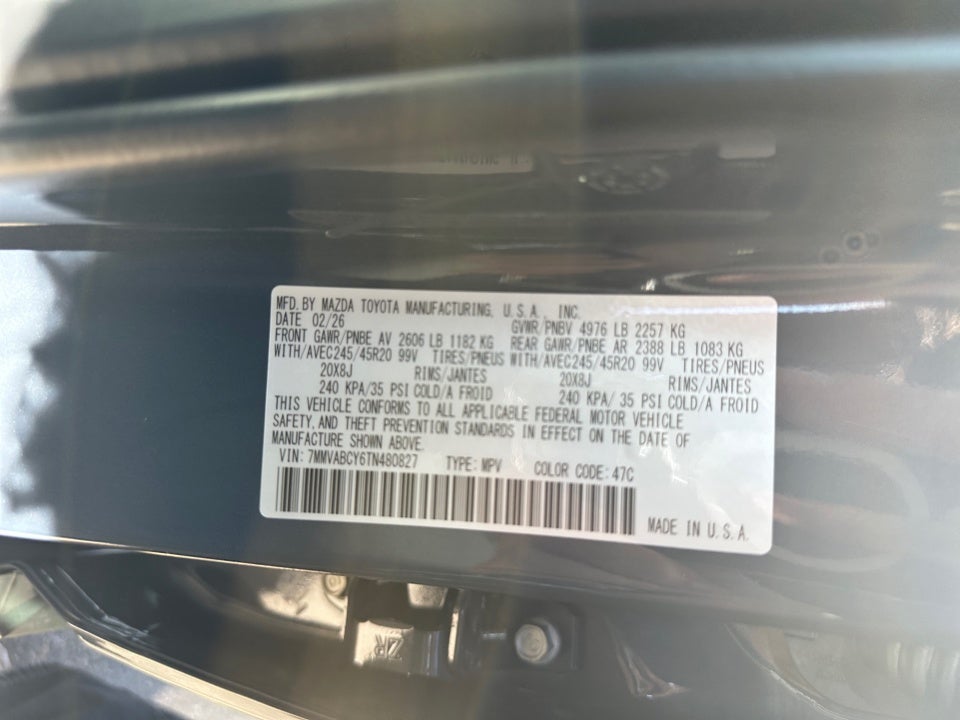 MFD. BY MAZDA TOYOTA MANUFACTURING, U.S.A., INC.
DATE 02/26 GVWR/PNBV 4976 LB 2257 KG
FRONT GAWR/PNBE AV 2606 LB 1182 KG REAR GAWR/PNBE AR 2388 LB 1083 KG
WITH/AVEC245/45R20 99V TIRES/PNEUS WITH/AVEC245/45R20 99V TIRES/PNEUS
20X8J RIMS/JANTES 20X8J RIMS/JANTES
240 KPA/35 PSI COLD/A FROID 240 KPA/ 35 PSI COLD/A FROID
THIS VEHICLE CONFORMS TO ALL APPLICABLE FEDERAL MOTOR VEHICLE
SAFETY, AND THEFT PREVENTION STANDARDS IN EFFECT ON THE DATE OF
MANUFACTURE SHOWN ABOVE.
VIN: 7MMVABCY6TN480827 TYPE: MPV COLOR CODE: 47C
MADE IN U.S.A.
ZR